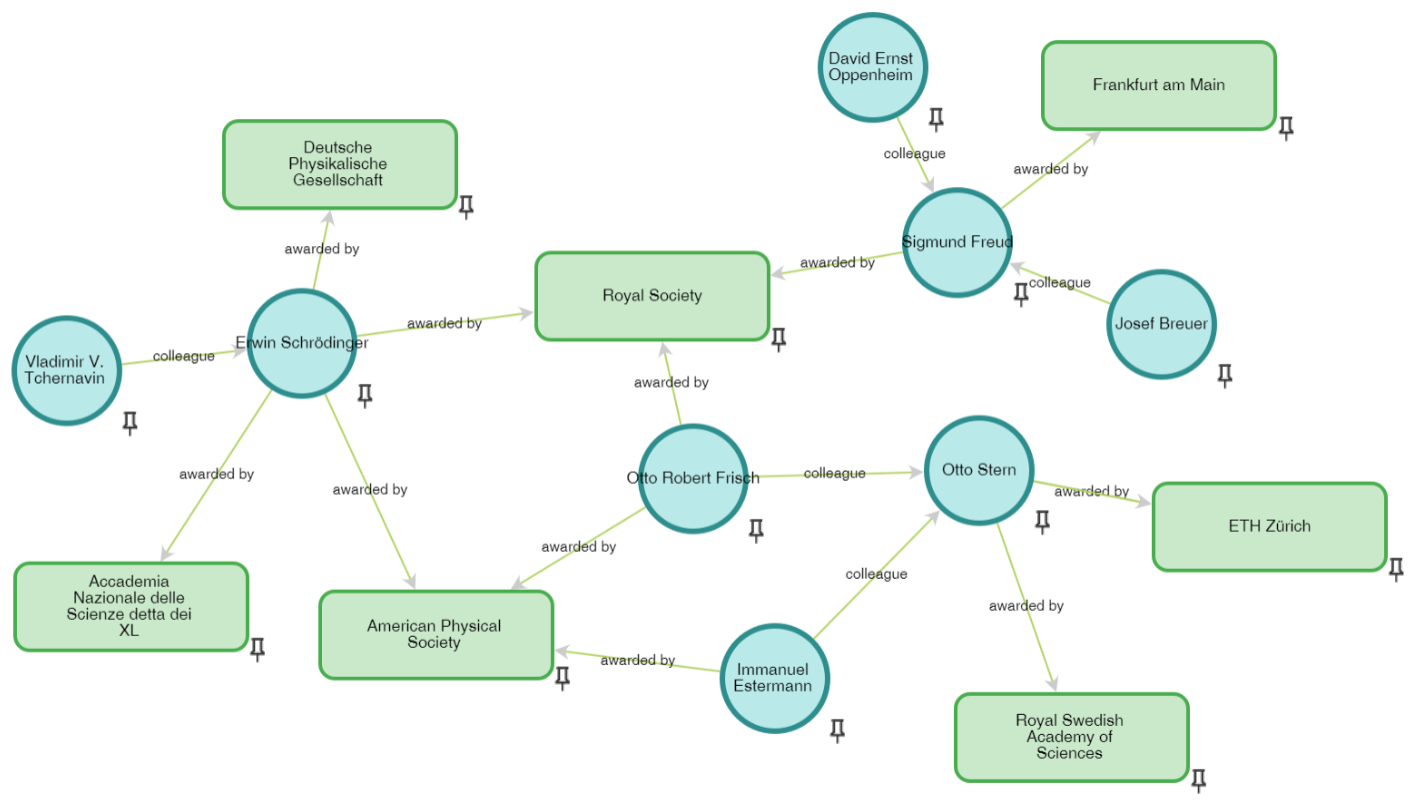 David Ernst
Oppenheim
Frankfurt am Main
Deutsche
Physikalische
Gesellschaft
colleague
awarded by
awarded by
Sigmund Freud
awarded by
Royal Society
colleague
Josef Breuer
awarded by
Erwin Schrödinger
colleague
Vladimir V.
Tchernavin
awarded by
awarded by
awarded by
Otto Robert Frisch
colleague
Otto Stern
awarded by
ETH Zürich
awarded by
colleague
awarded by
Accademia
Nazionale delle
Scienze detta dei
XL
American Physical
Society
awarded by
Immanuel
Estermann
Royal Swedish
Academy of
Sciences